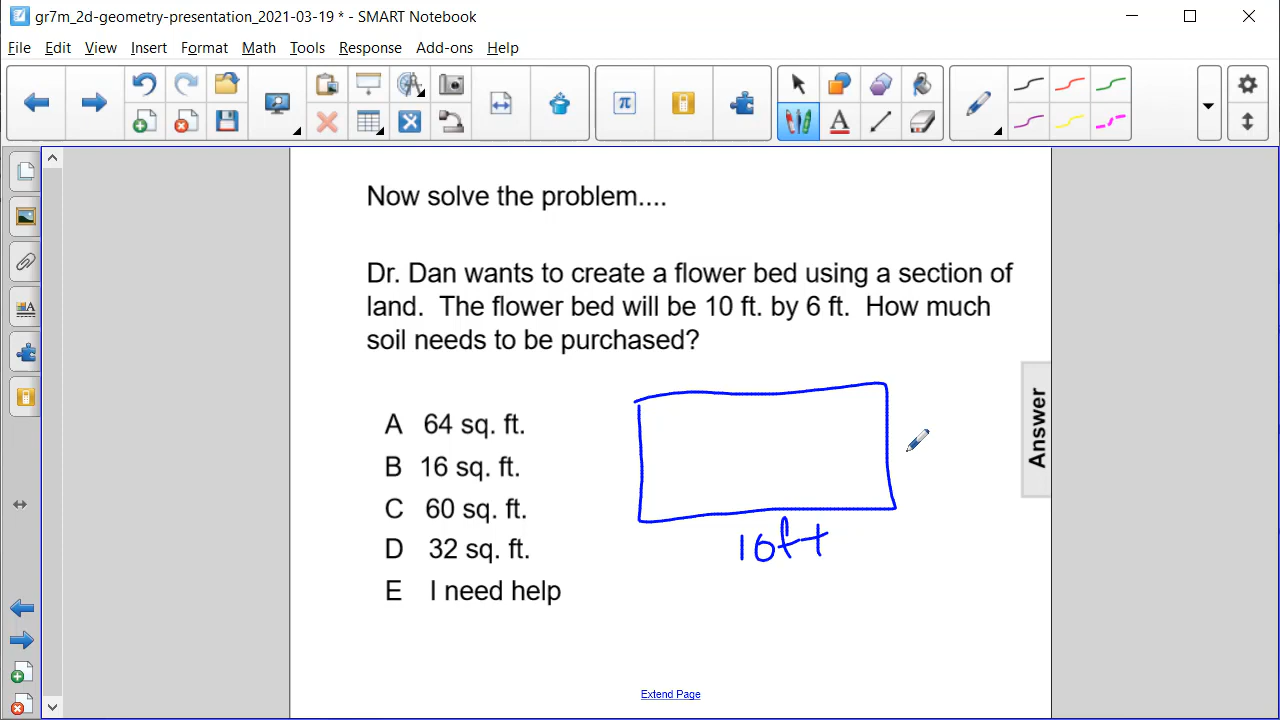 gr7m_2d-geometry-presentation_2021-03-19 * - SMART Notebook
File Edit View Insert Format Math Tools Response Add-ons Help
Now solve the problem....
Dr. Dan wants to create a flower bed using a section of
land. The flower bed will be 10 ft. by 6 ft. How much
soil needs to be purchased?
A 64 sq. ft.
B 16 sq. ft.
C 60 sq. ft.
D 32 sq. ft.
E I need help
10ft
Answer
Extend Page